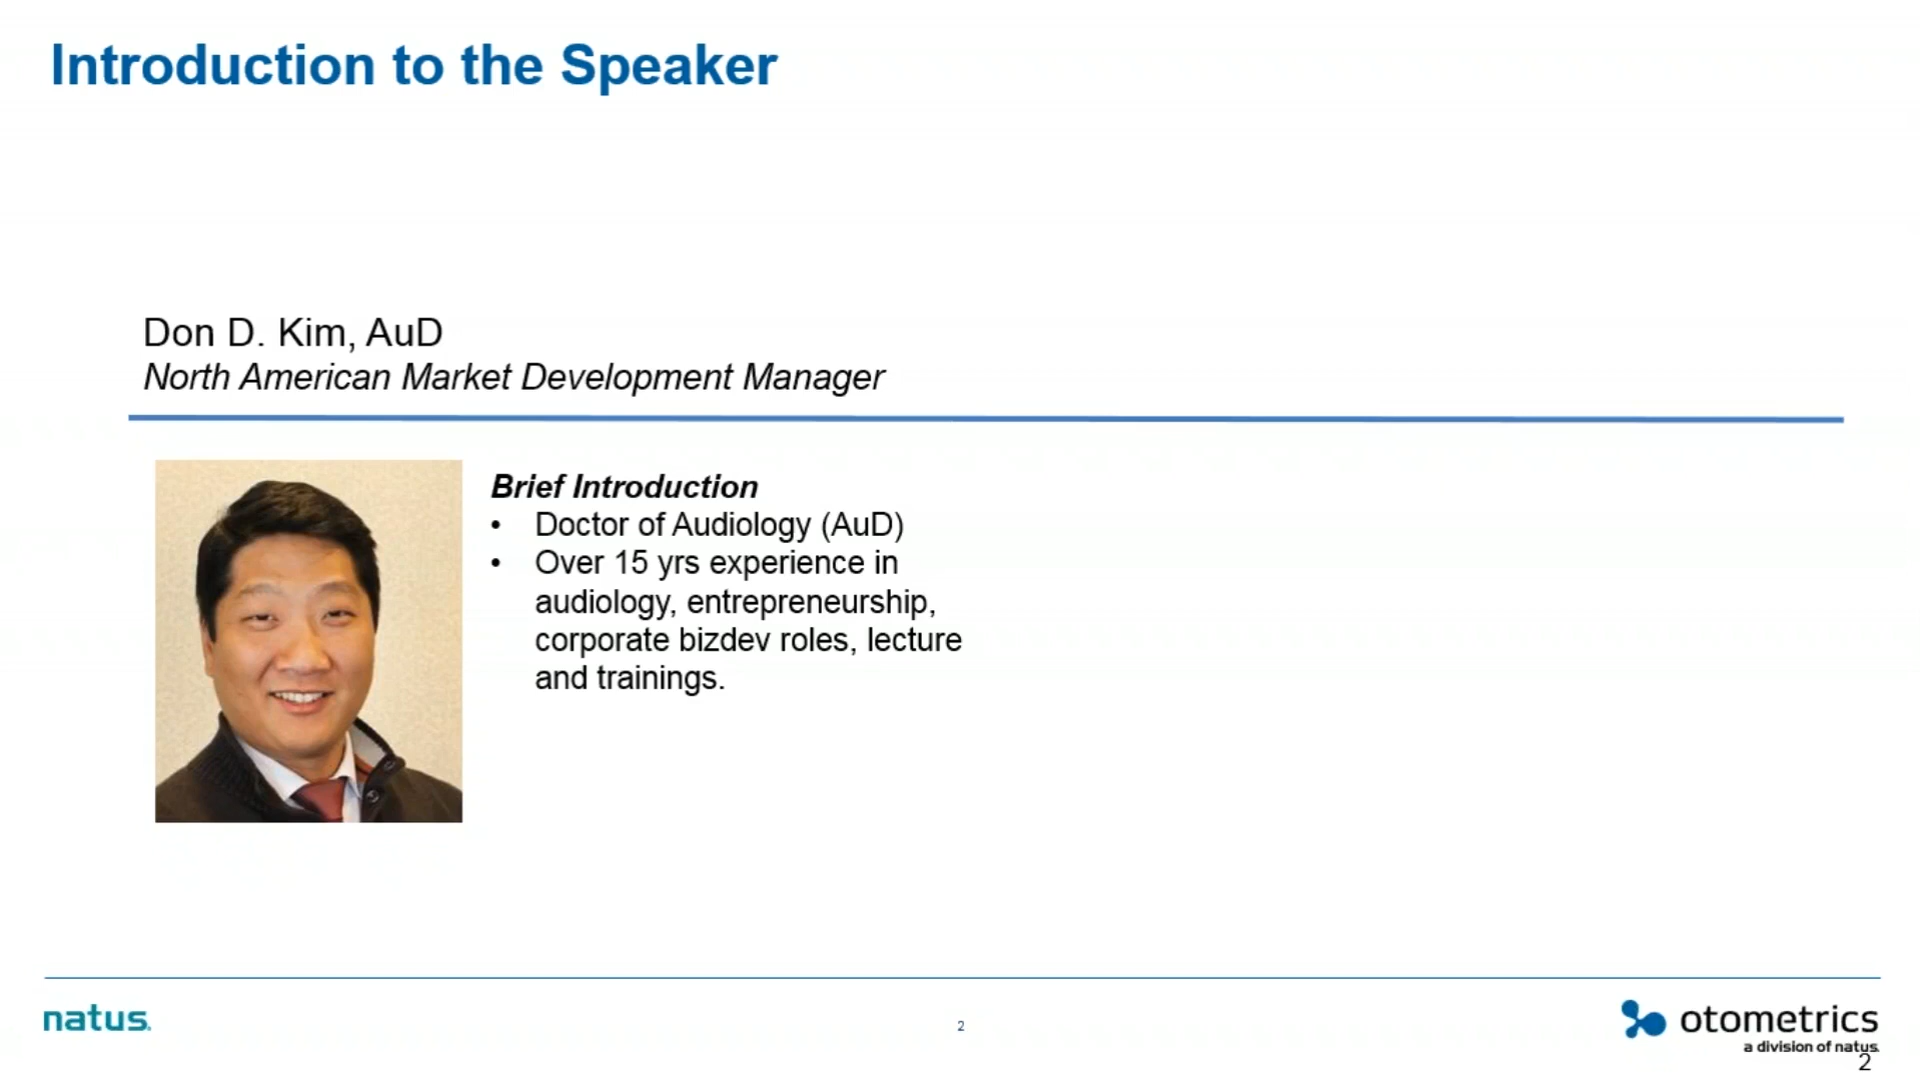 Introduction to the Speaker
Don D. Kim, AuD
North American Market Development Manager
Brief Introduction
• Doctor of Audiology (AuD)
• Over 15 yrs experience in
audiology, entrepreneurship,
corporate bizdev roles, lecture
and trainings.
natus.
2
otometrics
a division of natus.
2